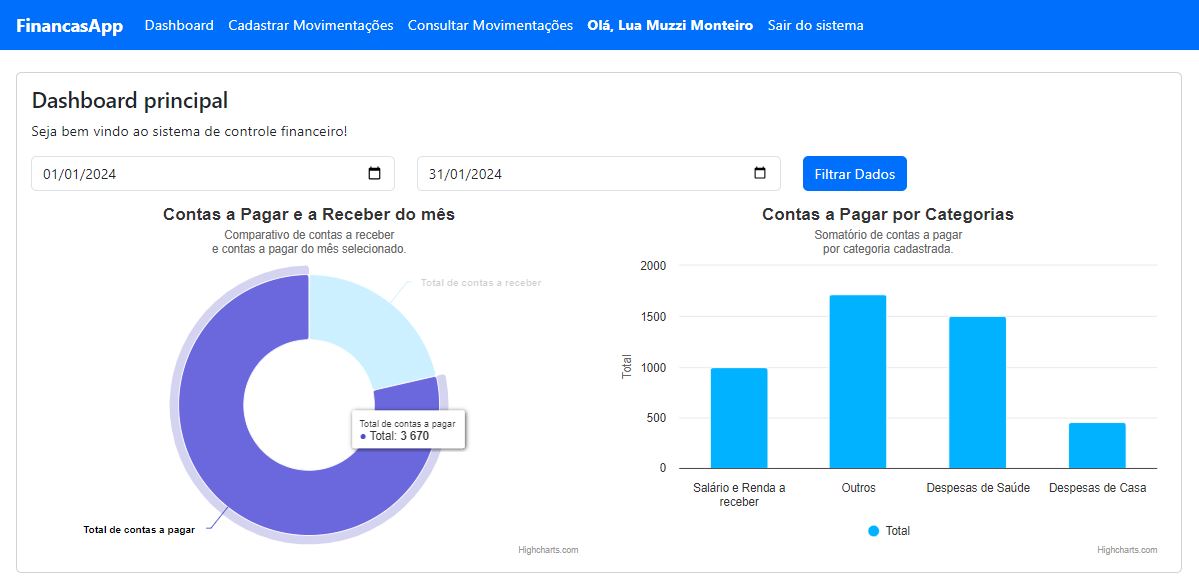 FinancasApp Dashboard Cadastrar Movimentações Consultar Movimentações Olá, Lua Muzzi Monteiro Sair do sistema
Dashboard principal
Seja bem vindo ao sistema de controle financeiro!
01/01/2024 31/01/2024 Filtrar Dados
Contas a Pagar e a Receber do mês
Comparativo de contas a receber
e contas a pagar do mês selecionado.
Total de contas a receber
Total de contas a pagar
Total: 3 670
Total de contas a pagar
Highcharts.com
Contas a Pagar por Categorias
Somatório de contas a pagar
por categoria cadastrada.
2000
1500
1000
500
0
Total
Salário e Renda a
receber
Outros
Despesas de Saúde
Despesas de Casa
Total
Highcharts.com